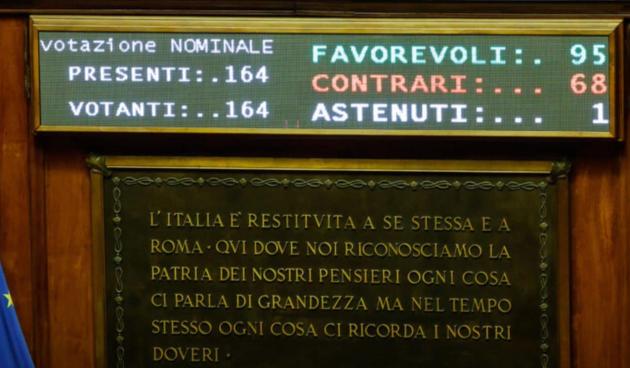 votazione NOMINALE
PRESENTI:.164
VOTANTI:..164
FAVOREVOLI:. 95
CONTRARI:... 68
ASTENUTI:... 1
L'ITALIA E' RESTITVITA A SE STESSA E A
ROMA · QVI DOVE NOI RICONOSCIAMO LA
PATRIA DEI NOSTRI PENSIERI OGNI COSA
CI PARLA DI GRANDEZZA MA NEL TEMPO
STESSO OGNI COSA CI RICORDA I NOSTRI
DOVERI ·